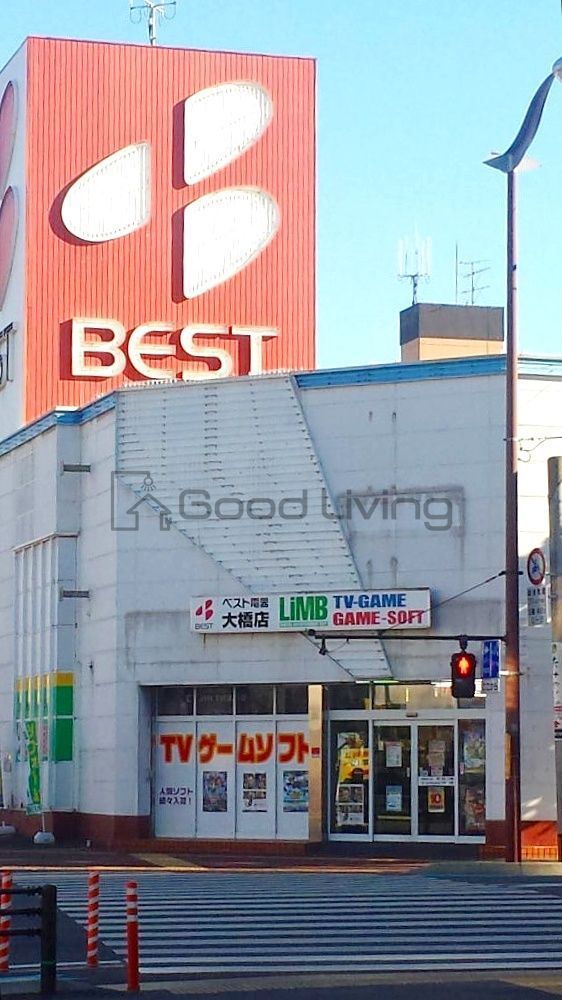 BEST
Good Living
ベスト電器
大橋店
BEST
LiMB
TV-GAME
GAME-SOFT
TVゲームソフト
人気ソフト
続々入荷!